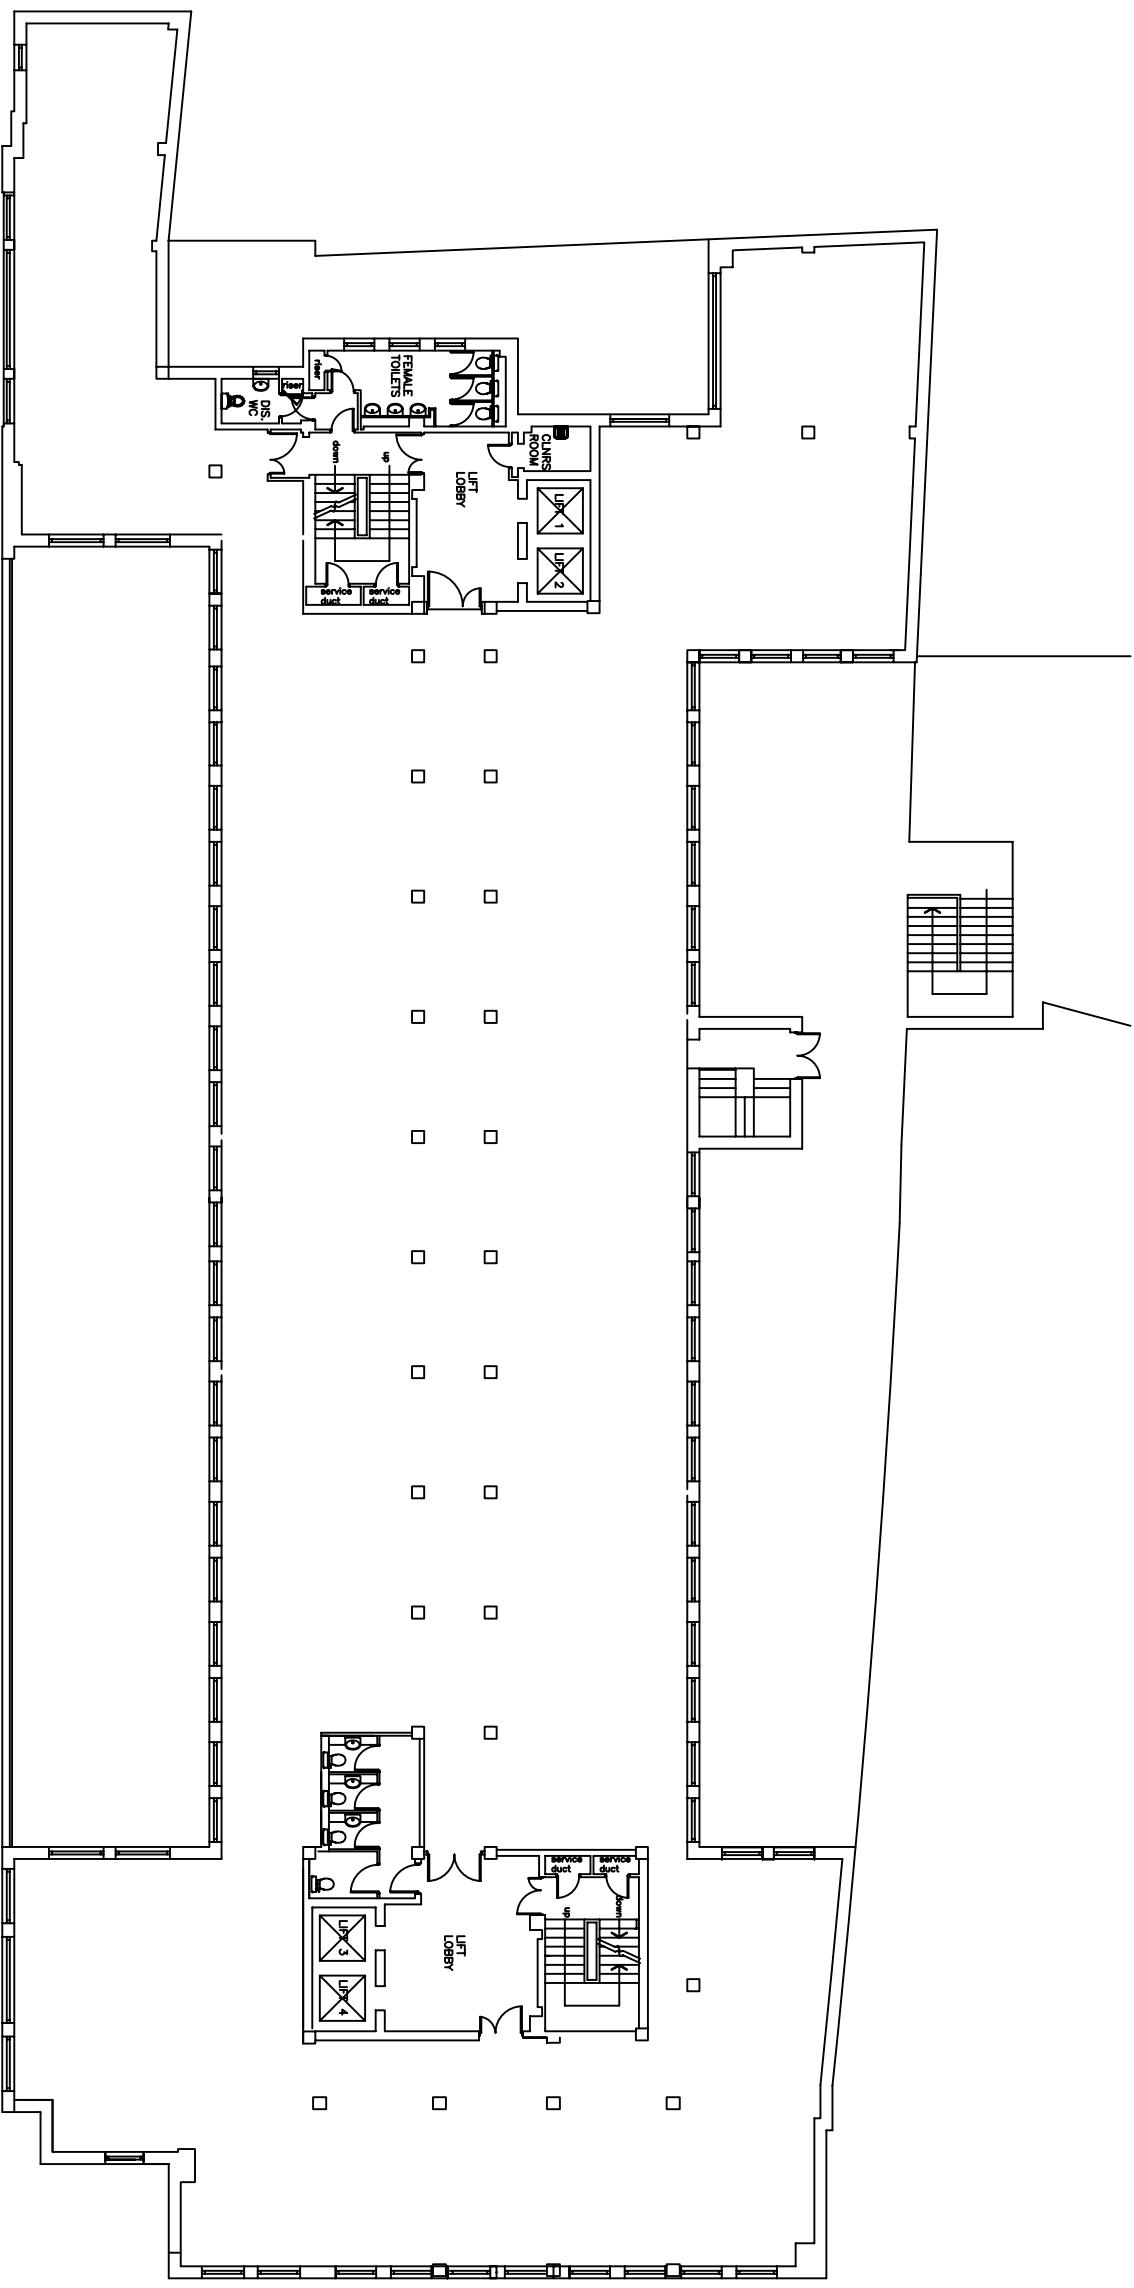 riser
FEMALE
TOILETS
riser
DIS.
WC
down
up
LIFT
LOBBY
CLNRS
ROOM
LIFT 1
LIFT 2
service
duct
service
duct
service
duct
service
duct
up
down
LIFT
LOBBY
LIFT 3
LIFT 4